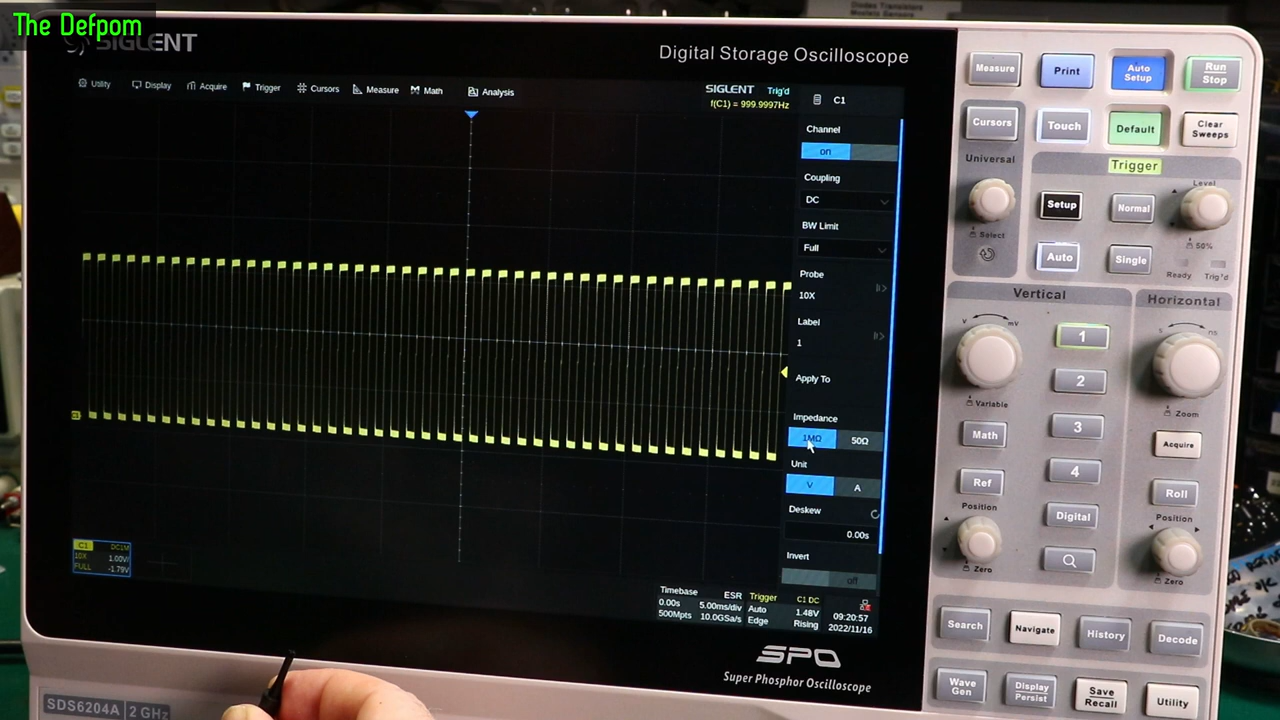 The Defpom
SIGLENT
Digital Storage Oscilloscope
Utility Display Acquire Trigger Cursors Measure Math Analysis
SIGLENT Trig'd
f(C1) = 999.9997Hz
C1
Channel
on
Coupling
DC
BW Limit
Full
Probe
10X
Label
1
Apply To
Impedance
1MΩ 50Ω
Unit
V A
Deskew
0.00s
Invert
off
C1 DC1M
10X 1.00V/
FULL -1.79V
Timebase ESR
0.00s 5.00ms/div
500Mpts 10.0GSa/s
Trigger C1 DC
Auto 1.48V
Edge Rising
09:20:57
2022/11/16
SPO
Super Phosphor Oscilloscope
SDS6204A 2 GHz
Measure
Print
Auto
Setup
Run
Stop
Cursors
Touch
Default
Clear
Sweeps
Universal
Select
Trigger
Level
Setup
Normal
50%
Auto
Single
Ready Trig'd
Vertical
V mV
Variable
1
2
3
4
Math
Ref
Digital
Position
Zero
Horizontal
s ns
Zoom
Acquire
Roll
Position
Zero
Search
Navigate
History
Decode
Wave
Gen
Display
Persist
Save
Recall
Utility